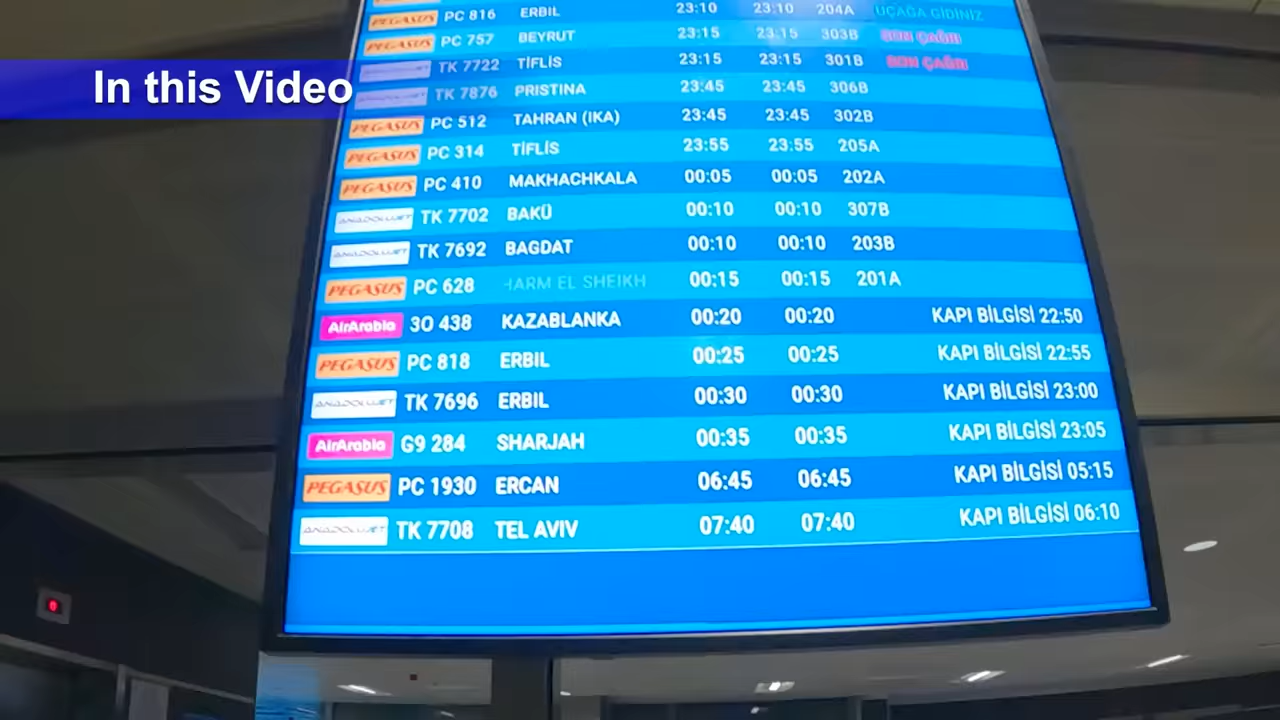 PEGASUS PC 816 ERBIL 23:10 23:10 204A UÇAĞA GİDİNİZ
PEGASUS PC 757 BEYRUT 23:15 23:15 303B SON ÇAĞRI
ANADOLUJET TK 7722 TİFLİS 23:15 23:15 301B SON ÇAĞRI
In this Video
ANADOLUJET TK 7876 PRISTINA 23:45 23:45 306B
PEGASUS PC 512 TAHRAN (IKA) 23:45 23:45 302B
PEGASUS PC 314 TİFLİS 23:55 23:55 205A
PEGASUS PC 410 MAKHACHKALA 00:05 00:05 202A
ANADOLUJET TK 7702 BAKÜ 00:10 00:10 307B
ANADOLUJET TK 7692 BAGDAT 00:10 00:10 203B
PEGASUS PC 628 HARM EL SHEIKH 00:15 00:15 201A
AirArabia 3O 438 KAZABLANKA 00:20 00:20 KAPI BİLGİSİ 22:50
PEGASUS PC 818 ERBIL 00:25 00:25 KAPI BİLGİSİ 22:55
ANADOLUJET TK 7696 ERBIL 00:30 00:30 KAPI BİLGİSİ 23:00
AirArabia G9 284 SHARJAH 00:35 00:35 KAPI BİLGİSİ 23:05
PEGASUS PC 1930 ERCAN 06:45 06:45 KAPI BİLGİSİ 05:15
ANADOLUJET TK 7708 TEL AVIV 07:40 07:40 KAPI BİLGİSİ 06:10